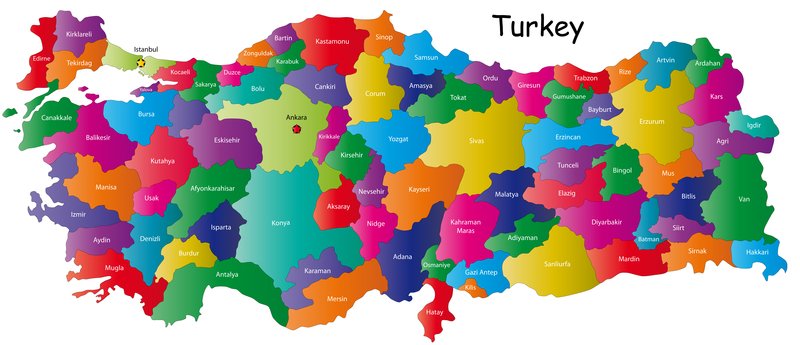 Turkey
Kirklareli
Edirne
Tekirdag
Istanbul
Kocaeli
Yalova
Sakarya
Duzce
Zonguldak
Bartin
Karabuk
Bolu
Kastamonu
Sinop
Cankiri
Samsun
Corum
Amasya
Ordu
Tokat
Giresun
Trabzon
Gumushane
Rize
Bayburt
Artvin
Ardahan
Kars
Igdir
Agri
Erzurum
Erzincan
Canakkale
Balikesir
Bursa
Eskisehir
Kutahya
Ankara
Kirikkale
Kirsehir
Yozgat
Sivas
Tunceli
Bingol
Mus
Bitlis
Van
Manisa
Usak
Afyonkarahisar
Izmir
Aydin
Denizli
Isparta
Burdur
Mugla
Antalya
Konya
Aksaray
Nevsehir
Nidge
Kayseri
Karaman
Mersin
Adana
Kahraman
Maras
Malatya
Elazig
Diyarbakir
Batman
Siirt
Adiyaman
Osmaniye
Gazi Antep
Kilis
Hatay
Sanliurfa
Mardin
Sirnak
Hakkari